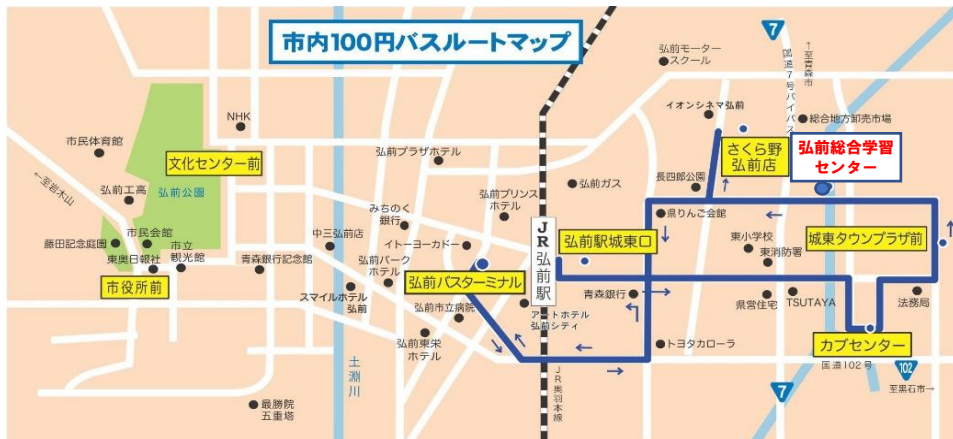 市内100円バスルートマップ
7
国道7号バイパス
←至青森市
弘前モーター
スクール
イオンシネマ弘前
総合地方卸売市場
さくら野
弘前店
弘前総合学習
センター
NHK
市民体育館
文化センター前
弘前プラザホテル
←至岩木山
弘前工高
弘前公園
弘前プリンス
ホテル
弘前ガス
長四郎公園
みちのく
銀行
県りんご会館
市民会館
藤田記念庭園
市立
観光館
東奥日報社
中三弘前店
イトーヨーカドー
JR弘前駅
弘前駅城東口
東小学校
東消防署
城東タウンプラザ前
青森銀行記念館
弘前パーク
ホテル
弘前バスターミナル
市役所前
スマイルホテル
弘前
弘前市立病院
アートホテル
弘前シティ
青森銀行
県営住宅
TSUTAYA
法務局
弘前東栄
ホテル
トヨタカローラ
カブセンター
国道102号
土淵川
JR奥羽本線
102
至黒石市→
7
最勝院
五重塔